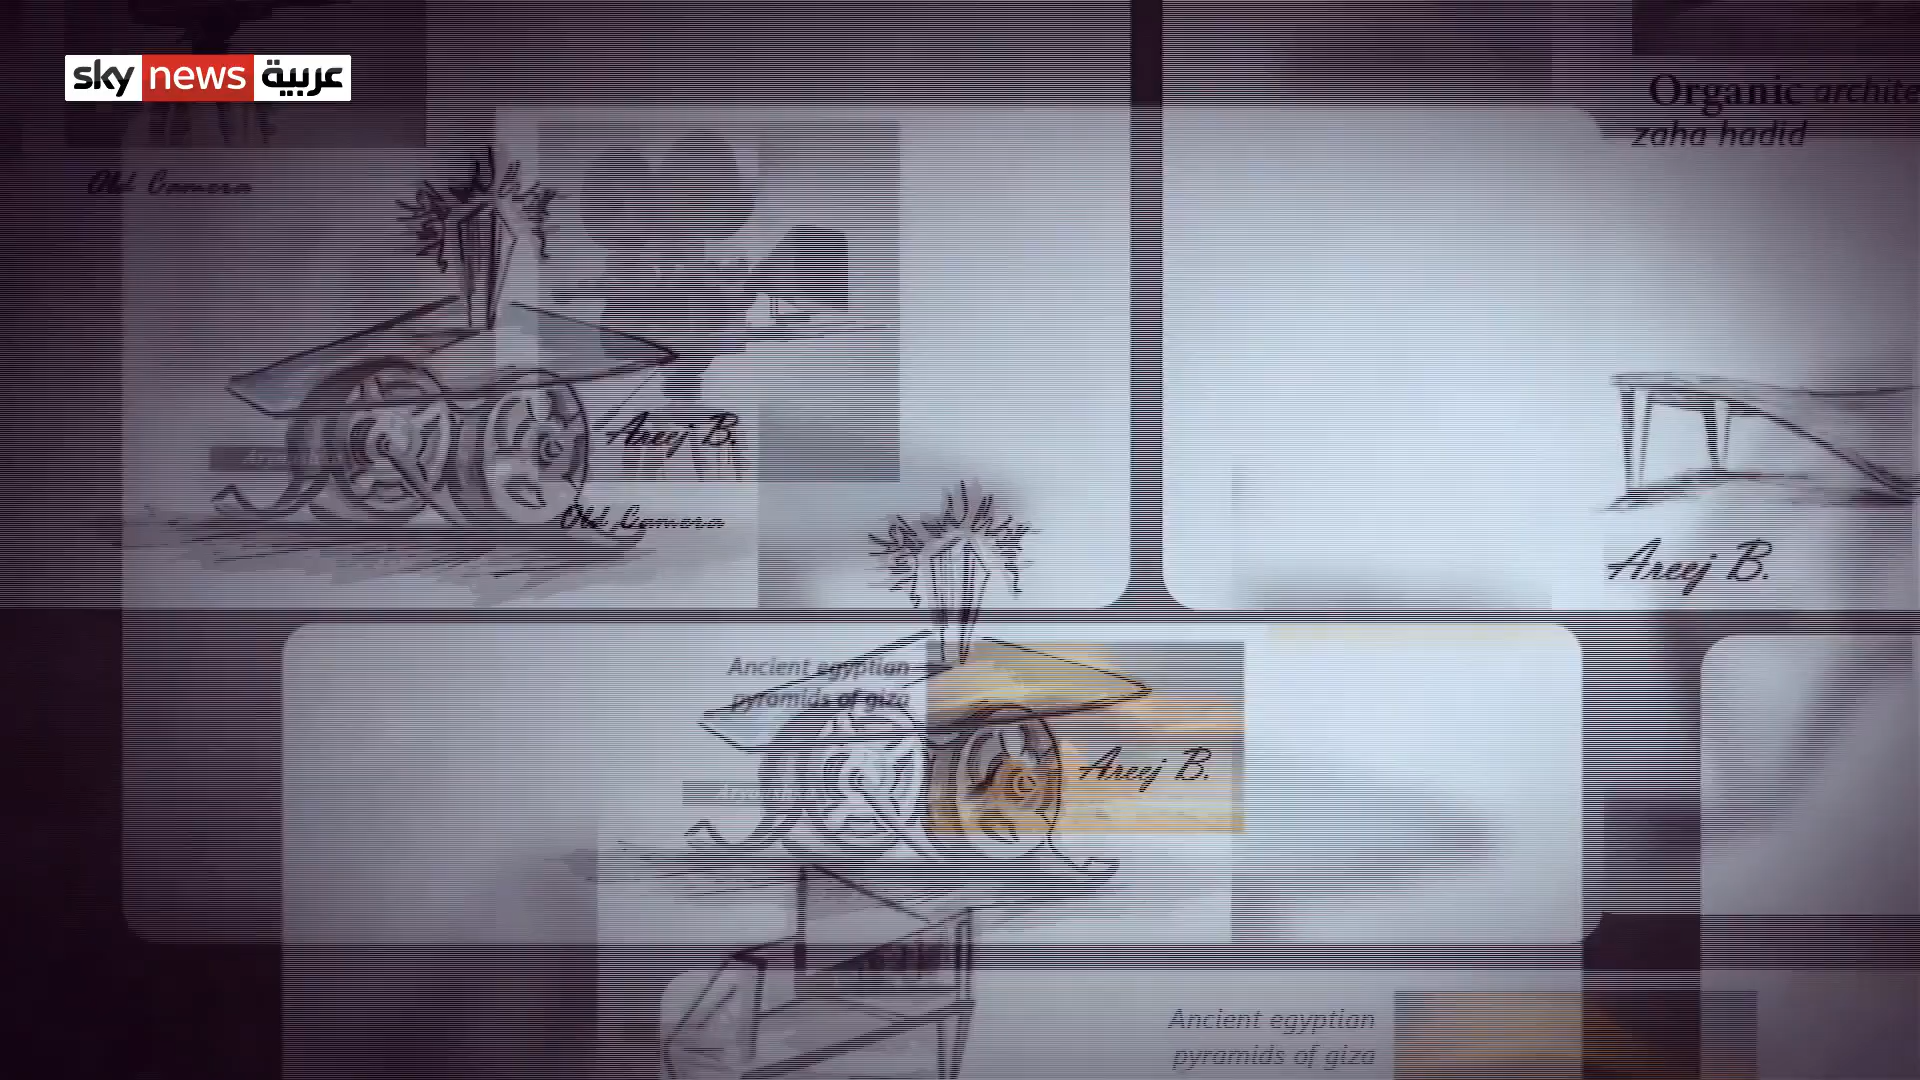 sky news عربية
Organic archite
zaha hadid
Old Camera
Areej B.
Old Camera
Areej B.
Ancient egyptian
pyramids of giza
Areej B.
Ancient egyptian
pyramids of giza